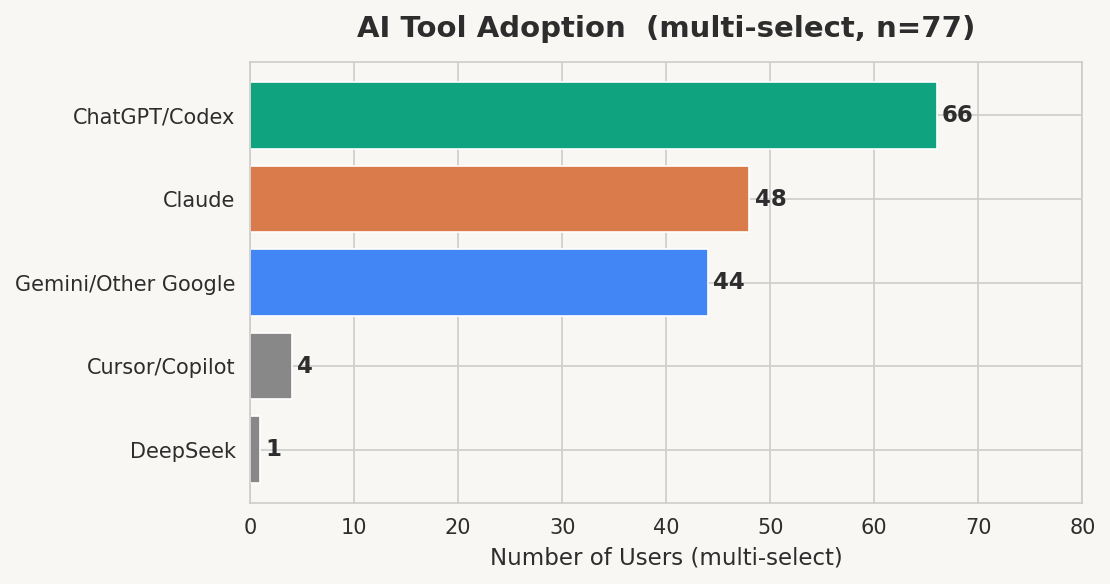 AI Tool Adoption  (multi-select, n=77)
ChatGPT/Codex
66
Claude
48
Gemini/Other Google
44
Cursor/Copilot
4
DeepSeek
1
0 10 20 30 40 50 60 70 80
Number of Users (multi-select)